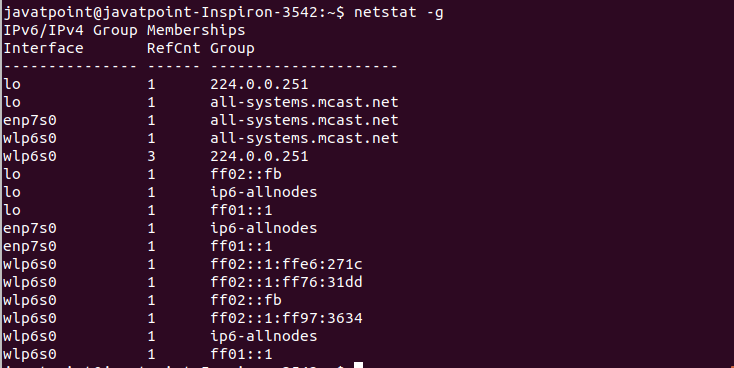 javatpoint@javatpoint-Inspiron-3542:~$ netstat -g
IPv6/IPv4 Group Memberships
Interface       RefCnt Group
--------------- ------ ---------------------
lo              1      224.0.0.251
lo              1      all-systems.mcast.net
enp7s0          1      all-systems.mcast.net
wlp6s0          1      all-systems.mcast.net
wlp6s0          3      224.0.0.251
lo              1      ff02::fb
lo              1      ip6-allnodes
lo              1      ff01::1
enp7s0          1      ip6-allnodes
enp7s0          1      ff01::1
wlp6s0          1      ff02::1:ffe6:271c
wlp6s0          1      ff02::1:ff76:31dd
wlp6s0          1      ff02::fb
wlp6s0          1      ff02::1:ff97:3634
wlp6s0          1      ip6-allnodes
wlp6s0          1      ff01::1
javatpoint@javatpoint-Inspiron-3542:~$